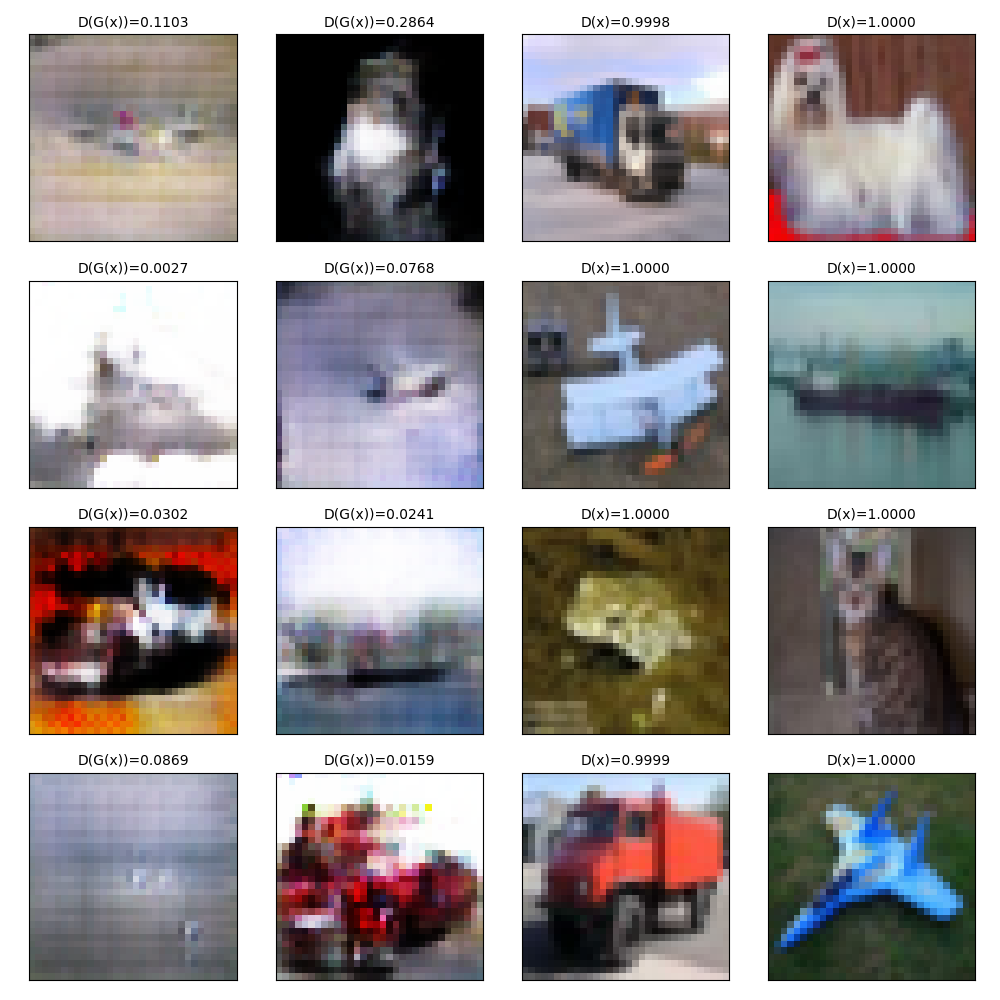 D(G(x))=0.1103
D(G(x))=0.2864
D(x)=0.9998
D(x)=1.0000
D(G(x))=0.0027
D(G(x))=0.0768
D(x)=1.0000
D(x)=1.0000
D(G(x))=0.0302
D(G(x))=0.0241
D(x)=1.0000
D(x)=1.0000
D(G(x))=0.0869
D(G(x))=0.0159
D(x)=0.9999
D(x)=1.0000